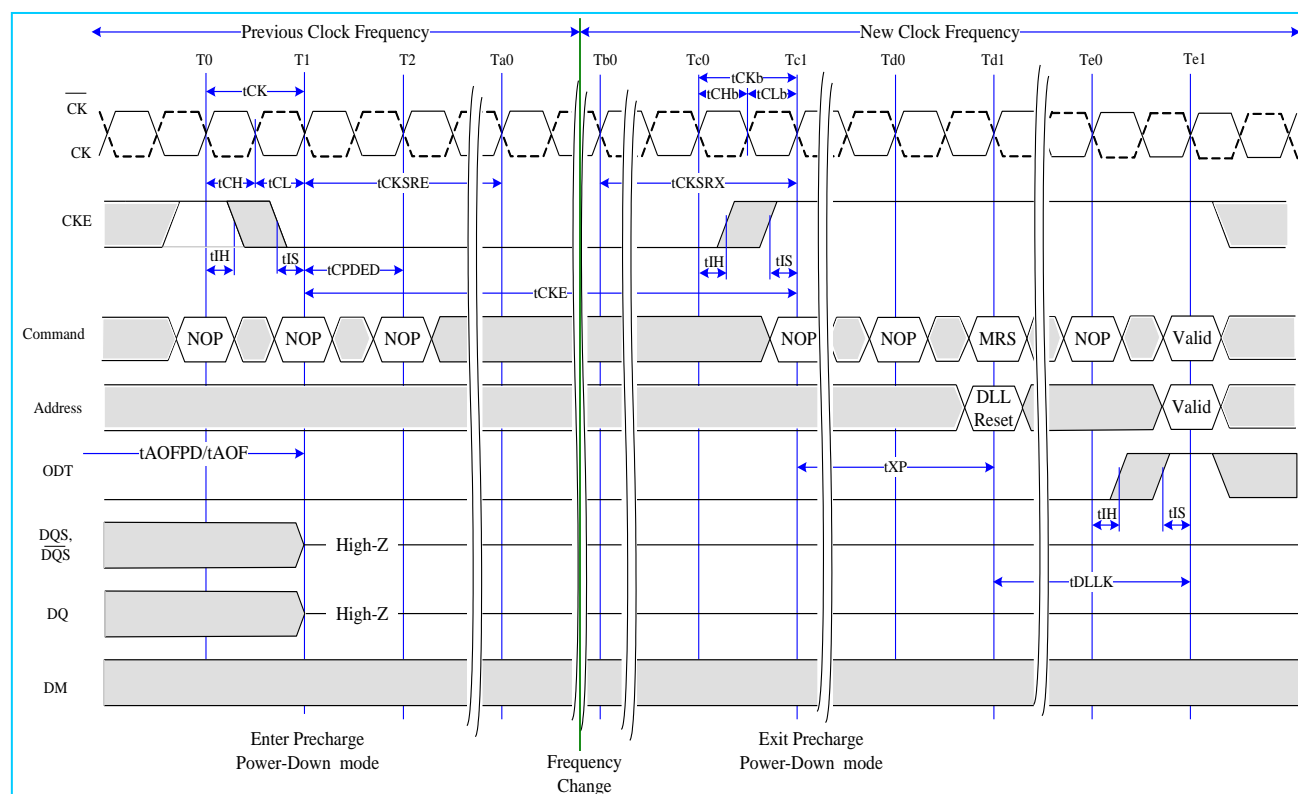 Previous Clock Frequency New Clock Frequency
T0 T1 T2 Ta0 Tb0 Tc0 Tc1 Td0 Td1 Te0 Te1
tCK tCKb
tCHb tCLb
CK
CK
tCH tCL tCKSRE tCKSRX
CKE
tIH tIS tCPDED tIH tIS
tCKE
Command NOP NOP NOP NOP NOP MRS NOP Valid
Address DLL Reset Valid
tAOFPD/tAOF
ODT tXP
tIH tIS
DQS, DQS High-Z
tDLLK
DQ High-Z
DM
Enter Precharge Power-Down mode
Frequency Change
Exit Precharge Power-Down mode